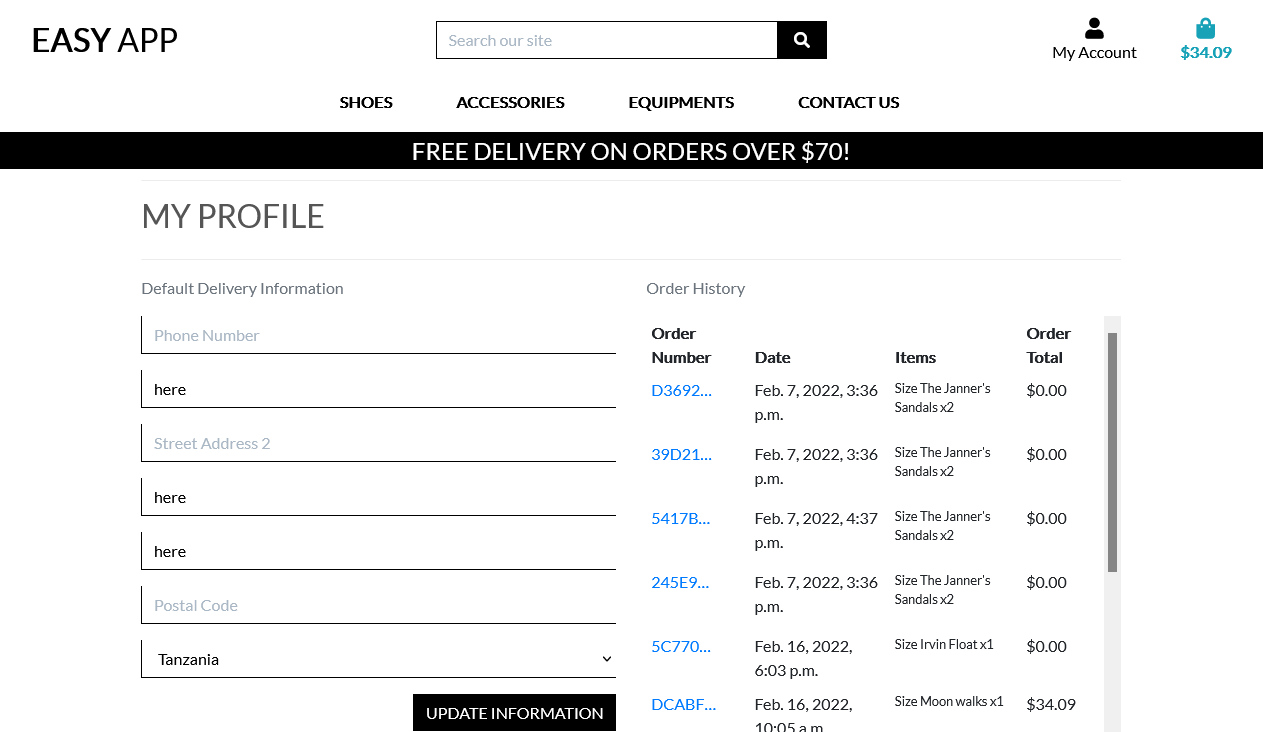 EASY APP
Search our site
My Account
$34.09
SHOES ACCESSORIES EQUIPMENTS CONTACT US
FREE DELIVERY ON ORDERS OVER $70!
MY PROFILE
Default Delivery Information
Phone Number
here
Street Address 2
here
here
Postal Code
Tanzania
UPDATE INFORMATION
Order History
Order Number Date Items Order Total
D3692... Feb. 7, 2022, 3:36 p.m. Size The Janner's Sandals x2 $0.00
39D21... Feb. 7, 2022, 3:36 p.m. Size The Janner's Sandals x2 $0.00
5417B... Feb. 7, 2022, 4:37 p.m. Size The Janner's Sandals x2 $0.00
245E9... Feb. 7, 2022, 3:36 p.m. Size The Janner's Sandals x2 $0.00
5C770... Feb. 16, 2022, 6:03 p.m. Size Irvin Float x1 $0.00
DCABF... Feb. 16, 2022, 10:05 a.m. Size Moon walks x1 $34.09